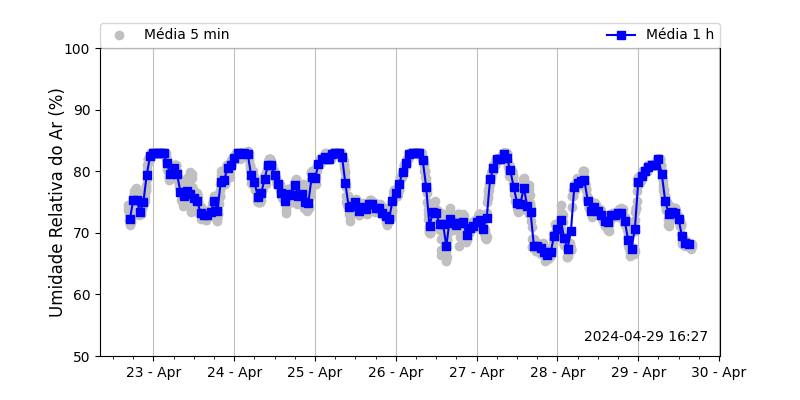 Média 5 min Média 1 h
Umidade Relativa do Ar (%)
100
90
80
70
60
50
2024-04-29 16:27
23 - Apr 24 - Apr 25 - Apr 26 - Apr 27 - Apr 28 - Apr 29 - Apr 30 - Apr